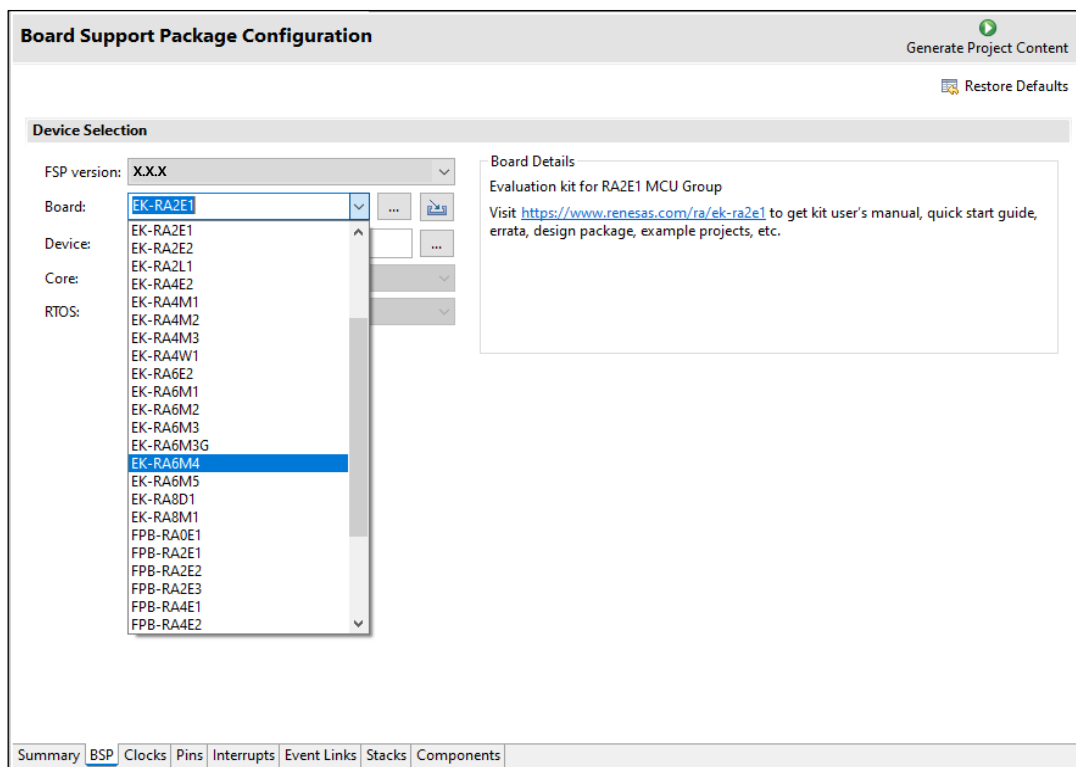 Board Support Package Configuration
Generate Project Content
Restore Defaults
Device Selection
FSP version: X.X.X
Board: EK-RA2E1 ...
Device: ...
Core:
RTOS:
EK-RA2E1
EK-RA2E2
EK-RA2L1
EK-RA4E2
EK-RA4M1
EK-RA4M2
EK-RA4M3
EK-RA4W1
EK-RA6E2
EK-RA6M1
EK-RA6M2
EK-RA6M3
EK-RA6M3G
EK-RA6M4
EK-RA6M5
EK-RA8D1
EK-RA8M1
FPB-RA0E1
FPB-RA2E1
FPB-RA2E2
FPB-RA2E3
FPB-RA4E1
FPB-RA4E2
Board Details
Evaluation kit for RA2E1 MCU Group
Visit https://www.renesas.com/ra/ek-ra2e1 to get kit user's manual, quick start guide,
errata, design package, example projects, etc.
Summary BSP Clocks Pins Interrupts Event Links Stacks Components